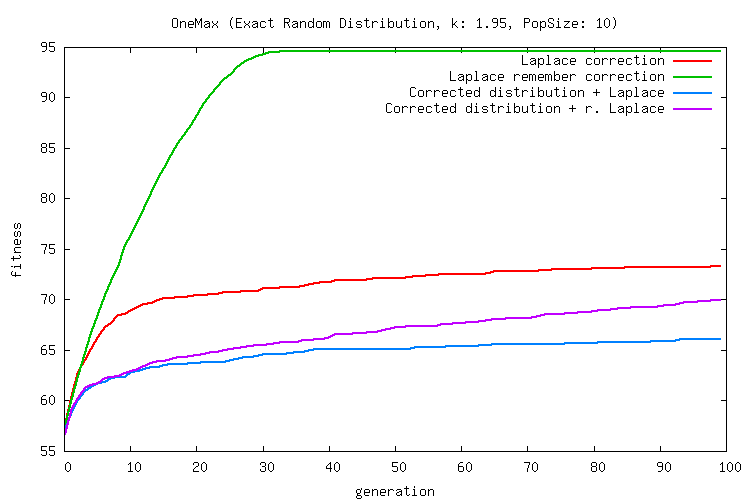 OneMax (Exact Random Distribution, k: 1.95, PopSize: 10)
95
Laplace correction
Laplace remember correction
90
Corrected distribution + Laplace
Corrected distribution + r. Laplace
85
80
75
fitness
70
65
60
55
0 10 20 30 40 50 60 70 80 90 100
generation